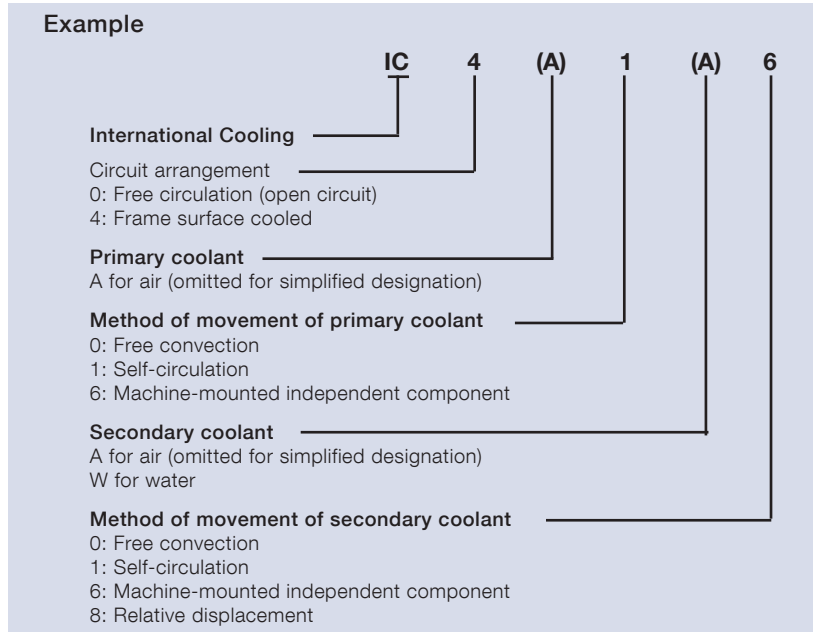 Example
IC 4 (A) 1 (A) 6
International Cooling
Circuit arrangement
0: Free circulation (open circuit)
4: Frame surface cooled
Primary coolant
A for air (omitted for simplified designation)
Method of movement of primary coolant
0: Free convection
1: Self-circulation
6: Machine-mounted independent component
Secondary coolant
A for air (omitted for simplified designation)
W for water
Method of movement of secondary coolant
0: Free convection
1: Self-circulation
6: Machine-mounted independent component
8: Relative displacement